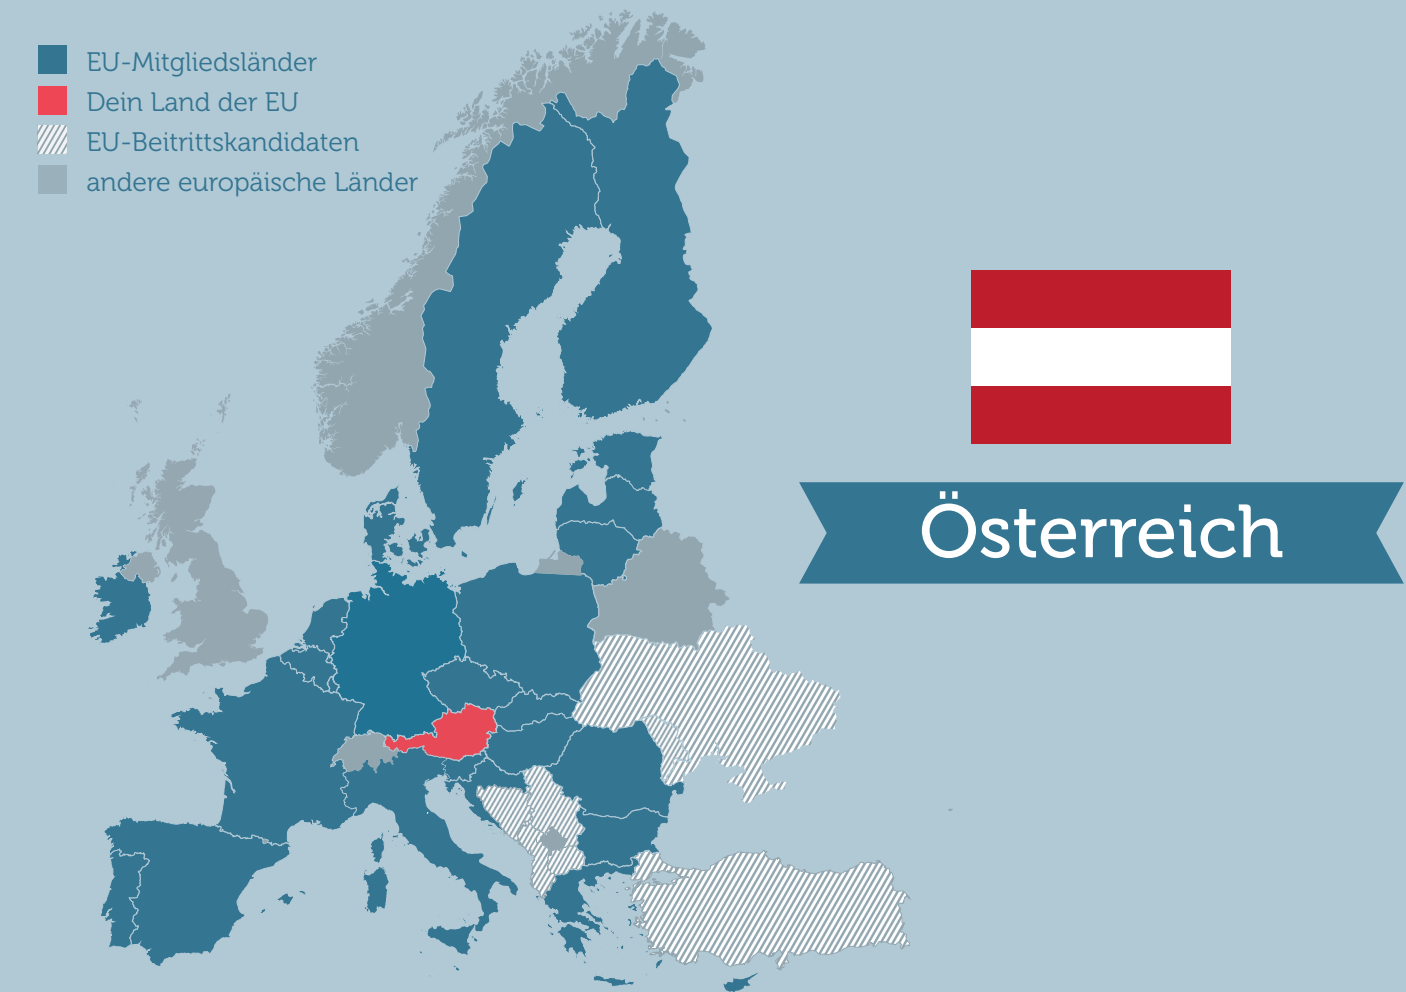 EU-Mitgliedsländer
Dein Land der EU
EU-Beitrittskandidaten
andere europäische Länder
Österreich